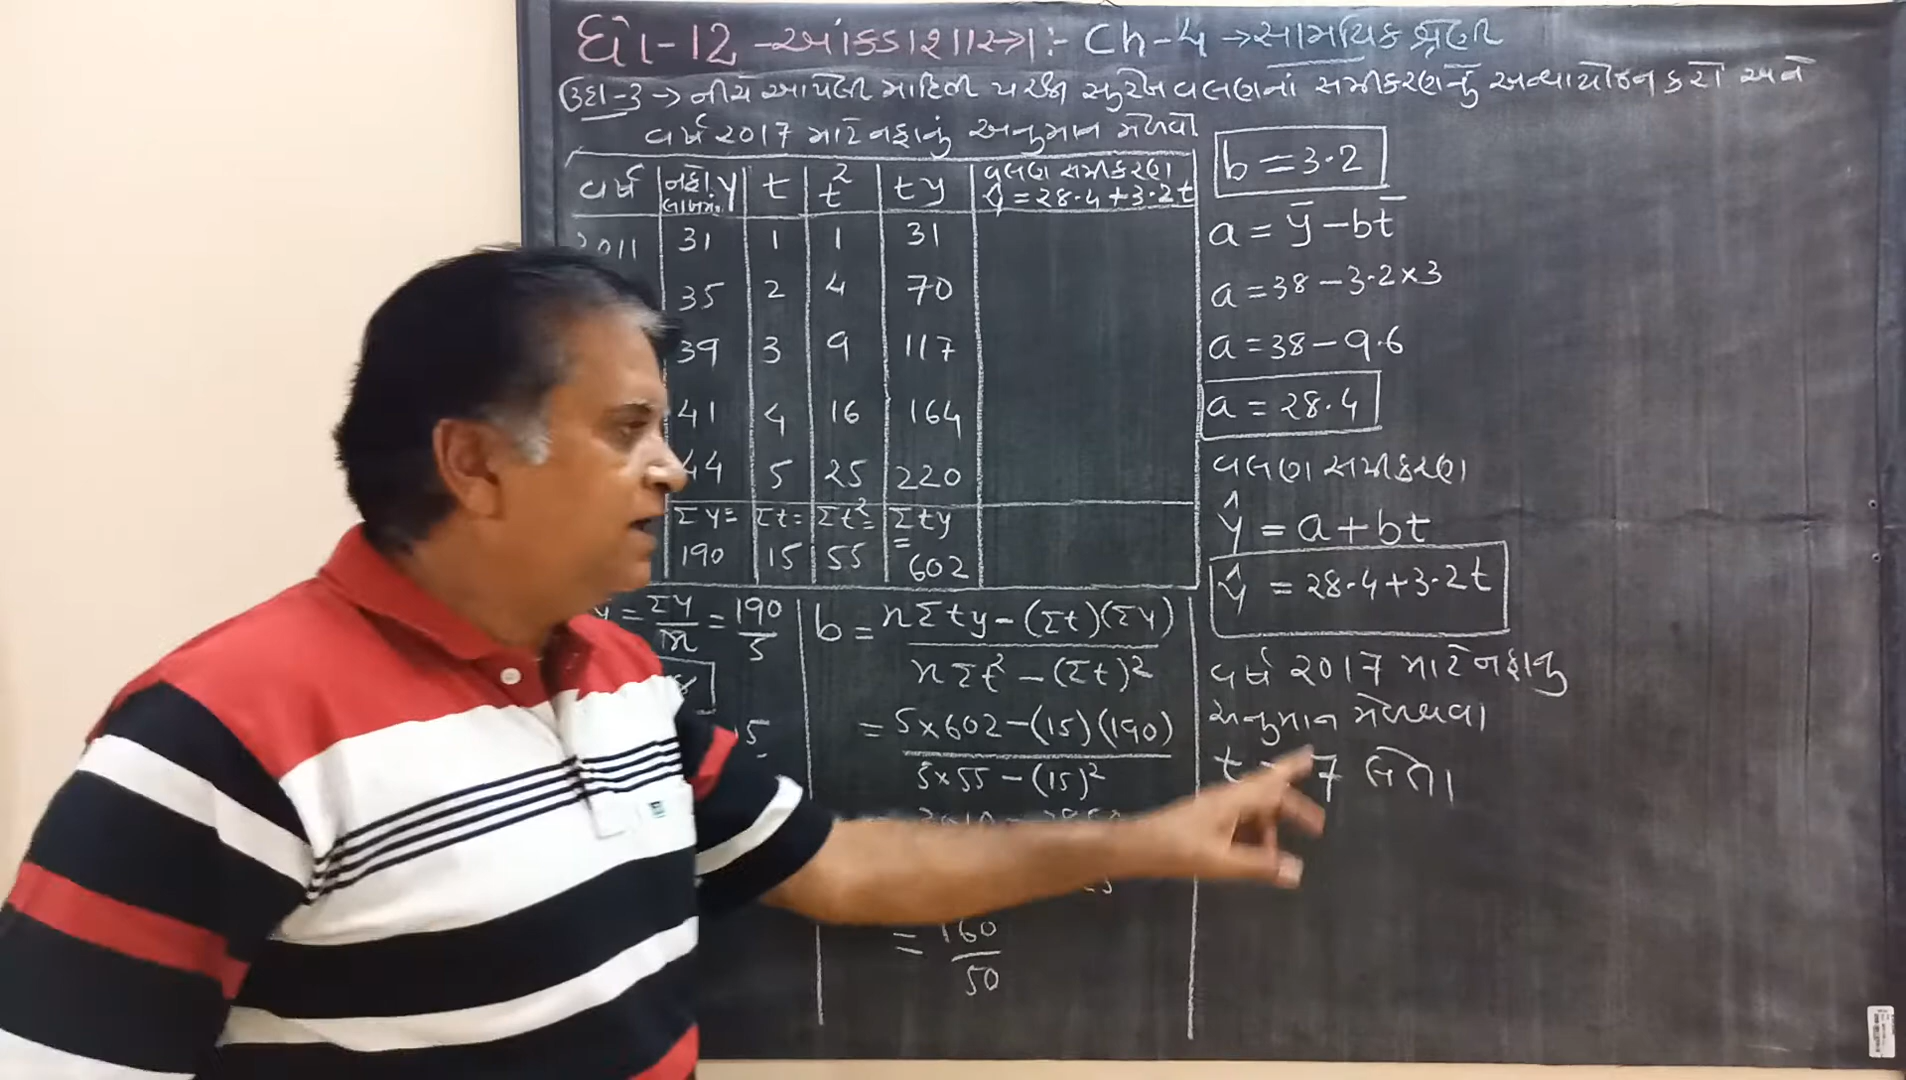 ધો-12 -આંકડાશાસ્ત્ર :- Ch-4 → સામયિક શ્રેણી
ઉદા-3 → નીચે આપેલી માહિતી પરથી સુરેખ વલણનાં સમીકરણનું અન્વાયોજન કરો અને
વર્ષ 2017 માટે નફાનું અનુમાન મેળવો
વર્ષ નફો લાખ રૂ. y t t² ty વલણ સમીકરણ ŷ = 28.4+3.2t
2011 31 1 1 31
35 2 4 70
39 3 9 117
41 4 16 164
44 5 25 220
Σy= Σt= Σt²= Σty =
190 15 55 602
y = Σy/n = 190/5
15
b = nΣty - (Σt)(Σy) / nΣt² - (Σt)²
= 5×602-(15)(190) / 5×55-(15)²
= 160/50
b = 3.2
a = ȳ - bt̄
a = 38 - 3.2×3
a = 38 - 9.6
a = 28.4
વલણ સમીકરણ
ŷ = a+bt
ŷ = 28.4+3.2t
વર્ષ 2017 માટે નફાનું
અનુમાન મેળવવા
t = 7 લેતા